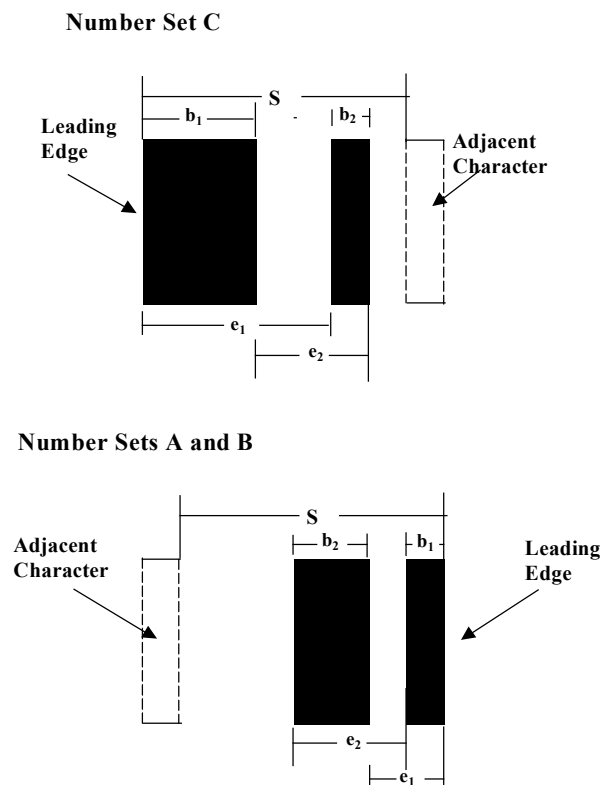 Number Set C
S
b₁
b₂
Leading
Edge
Adjacent
Character
e₁
e₂
Number Sets A and B
S
b₂
b₁
Adjacent
Character
Leading
Edge
e₂
e₁